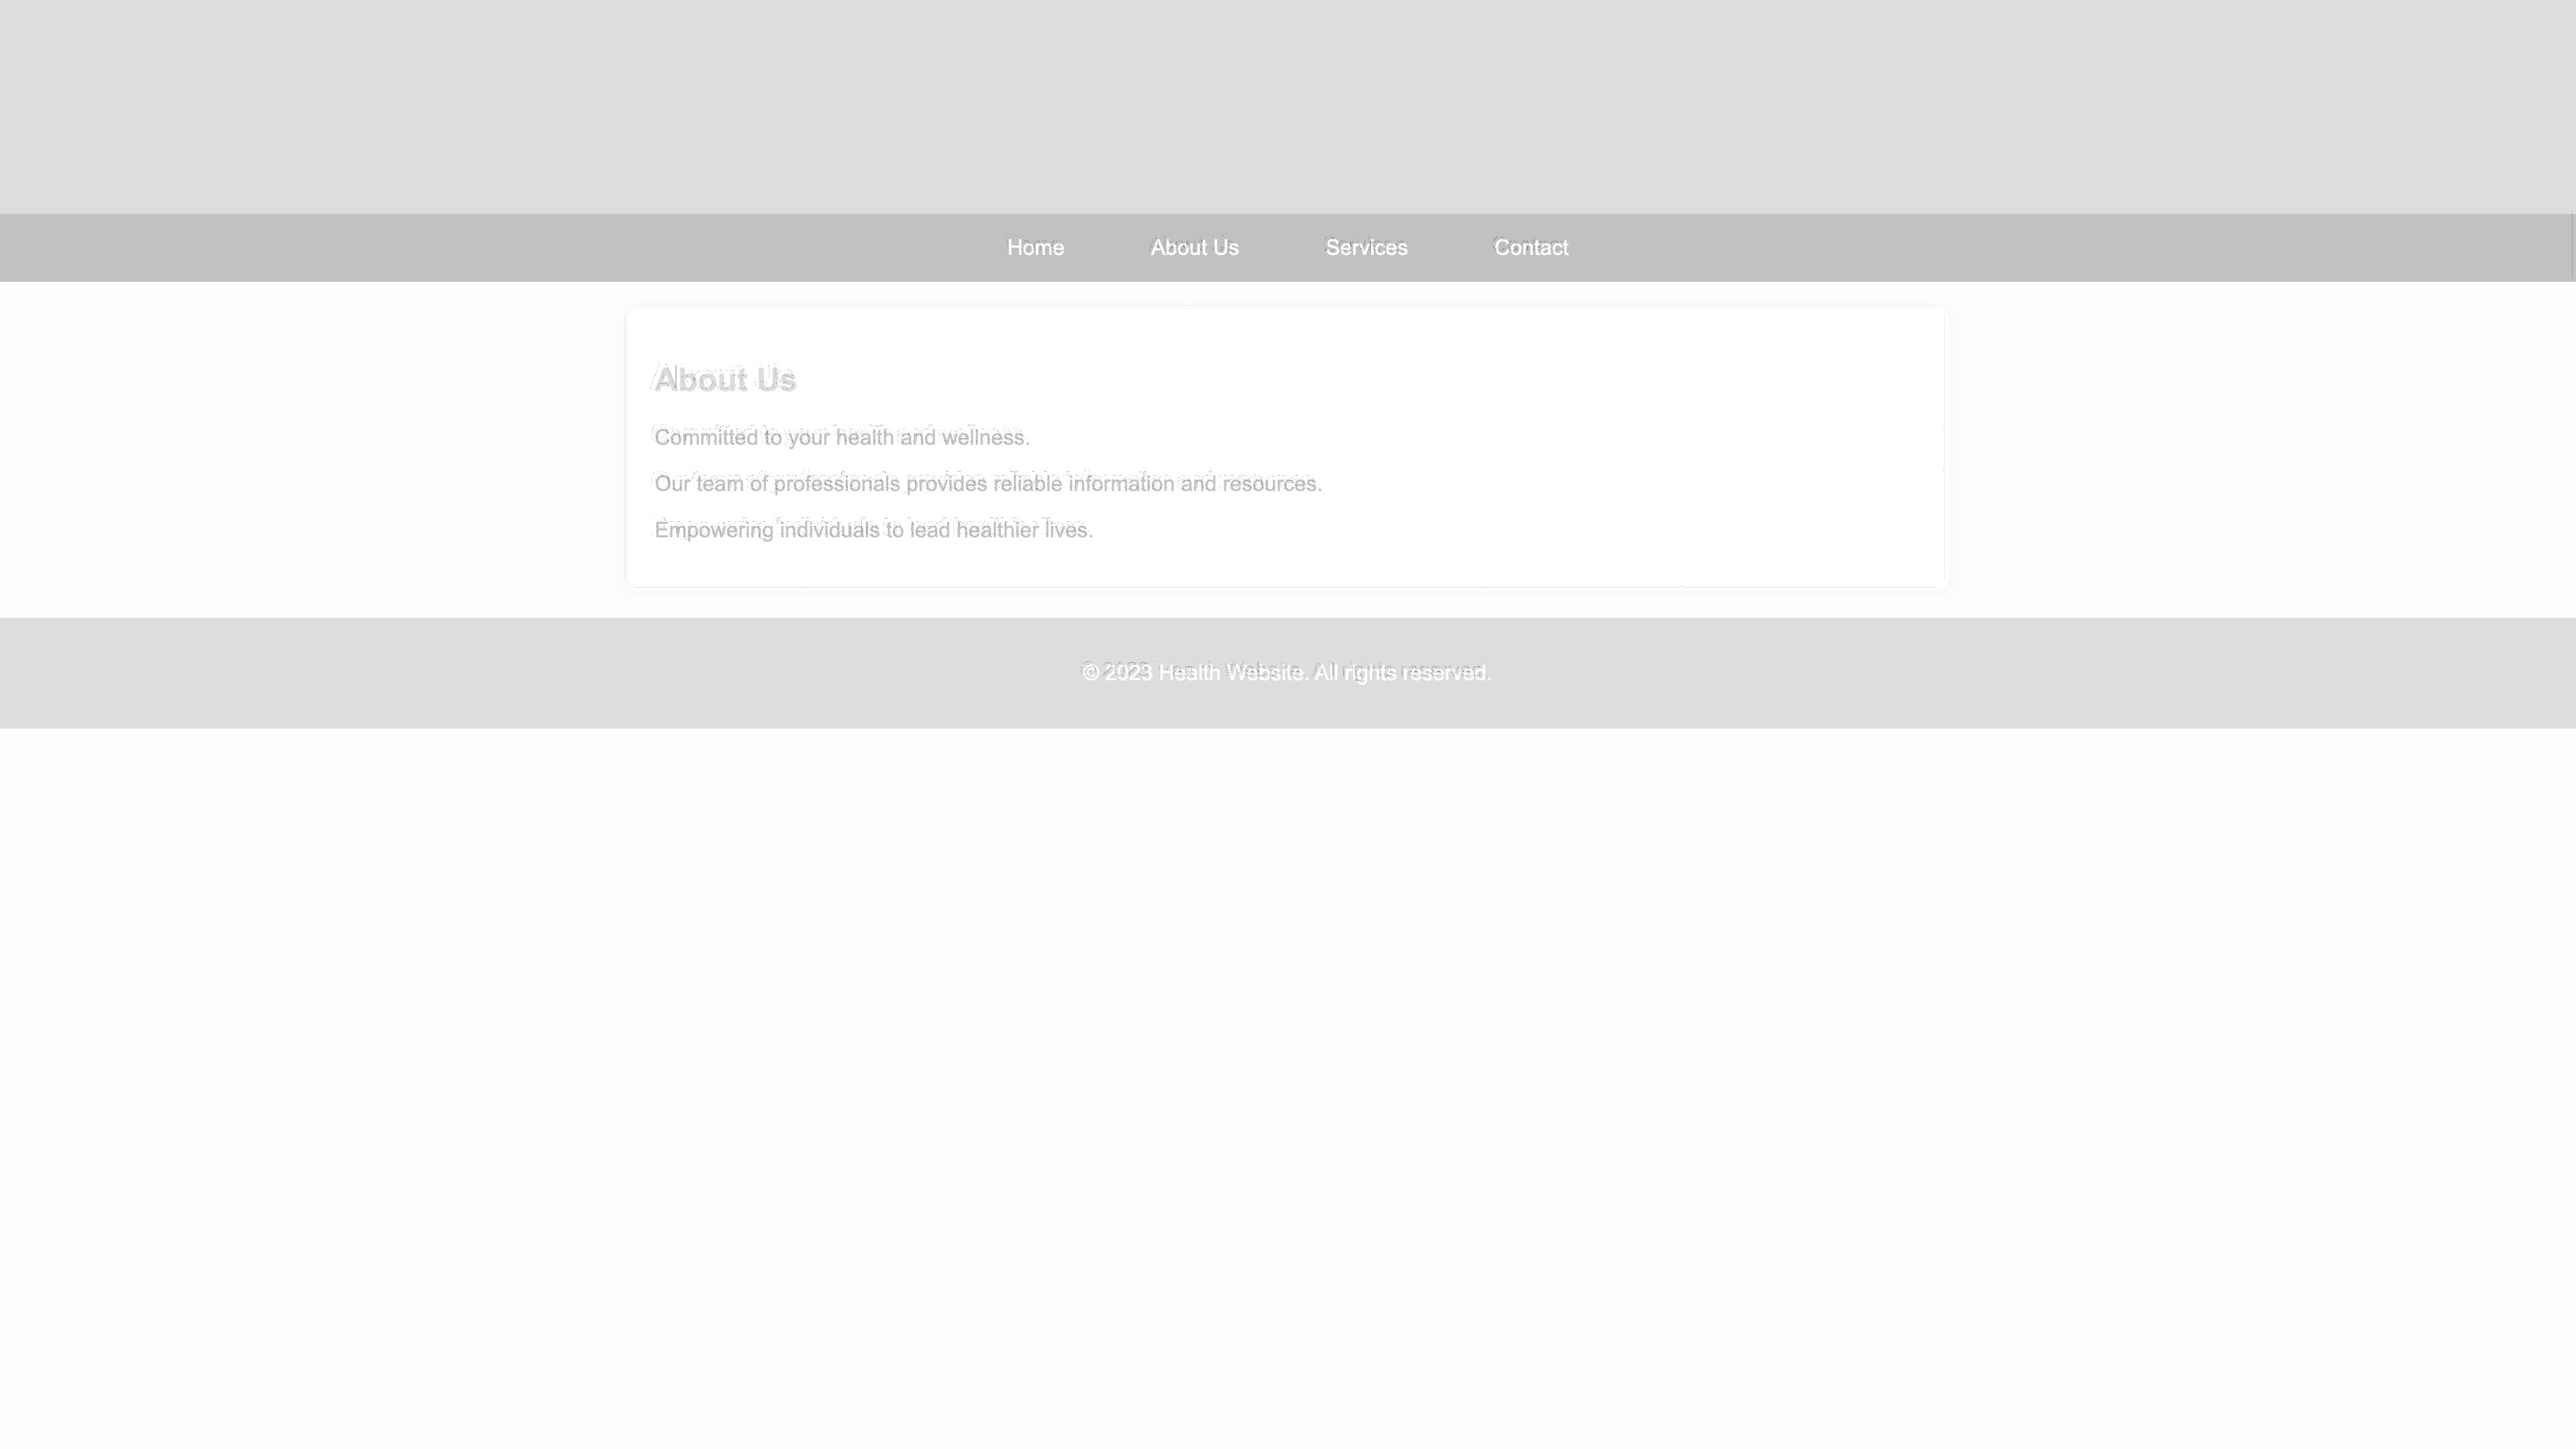 Home About Us Services Contact
About Us
Committed to your health and wellness.
Our team of professionals provides reliable information and resources.
Empowering individuals to lead healthier lives.
© 2023 Health Website. All rights reserved.